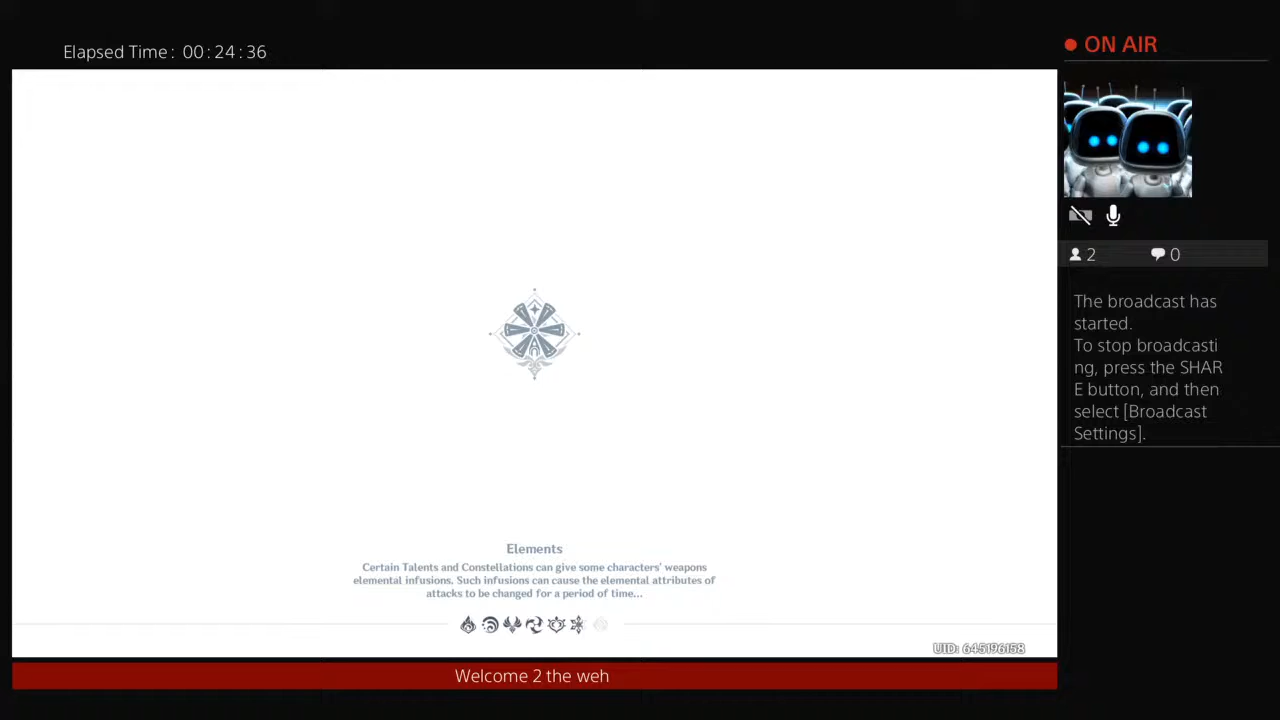 Elapsed Time: 00:24:36
ON AIR
2
0
The broadcast has
started.
To stop broadcasti
ng, press the SHAR
E button, and then
select [Broadcast
Settings].
Elements
Certain Talents and Constellations can give some characters' weapons
elemental infusions. Such infusions can cause the elemental attributes of
attacks to be changed for a period of time...
UID: 645196158
Welcome 2 the weh